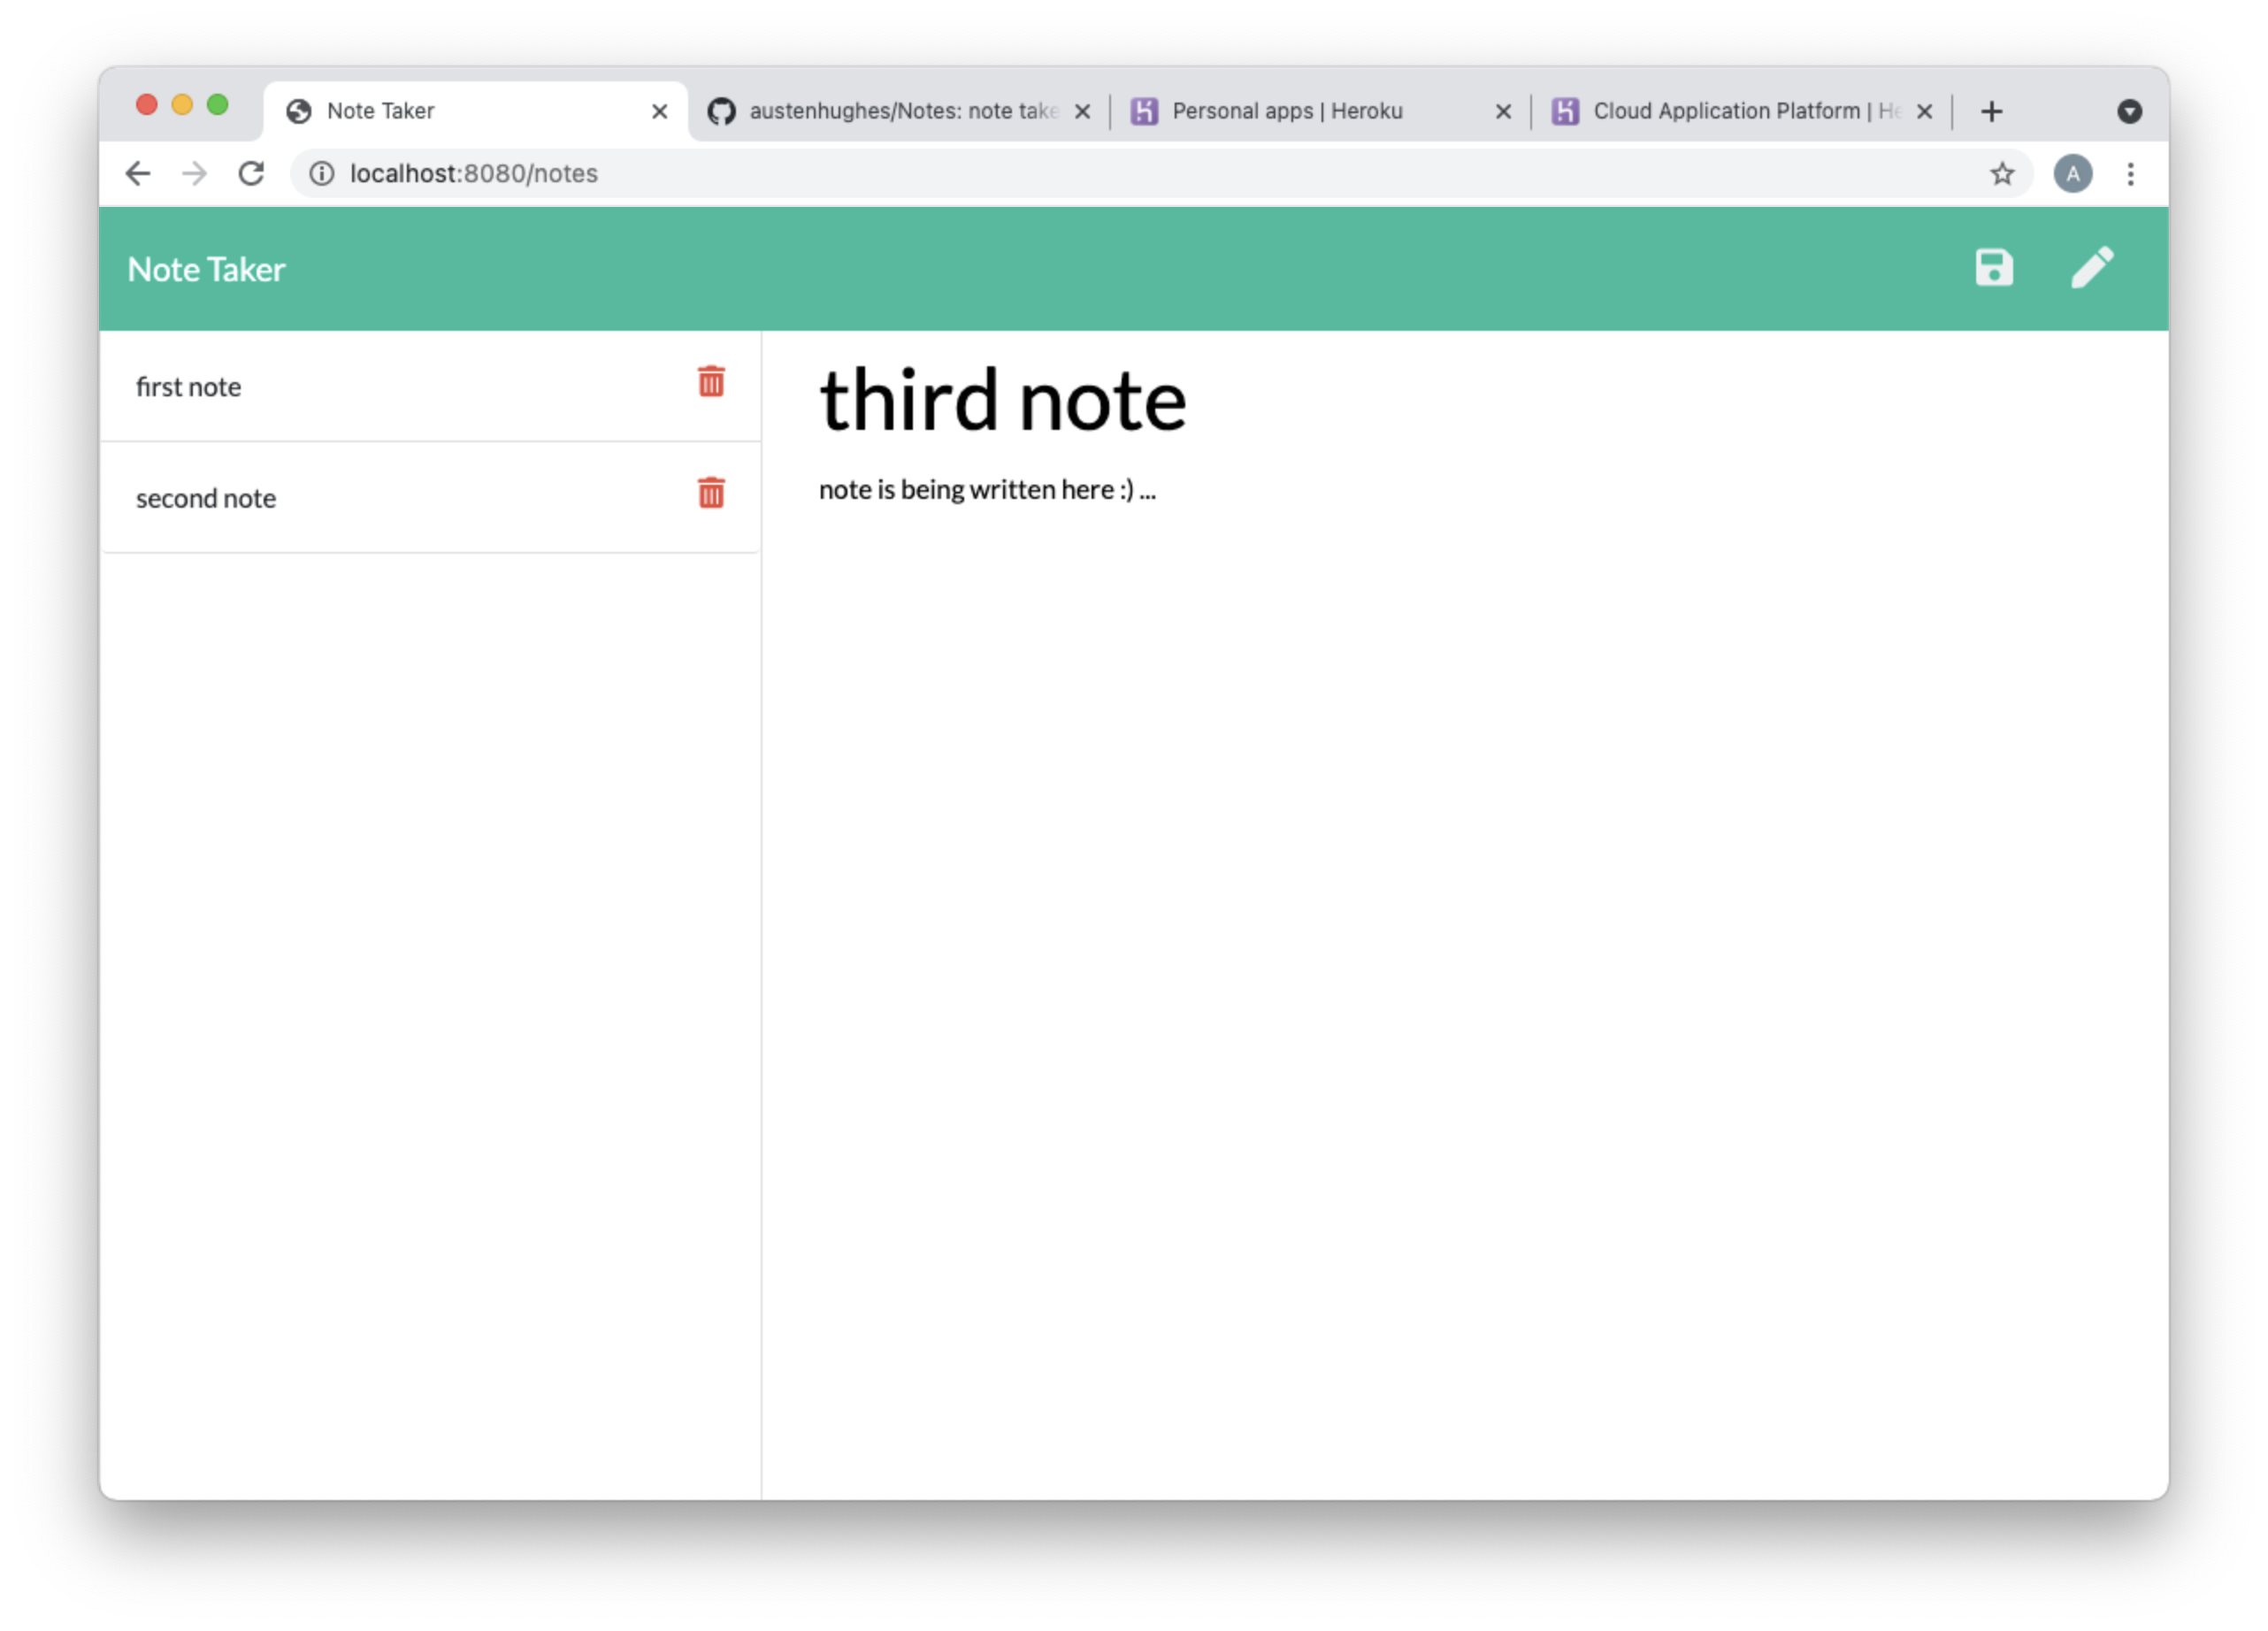 Note Taker
austenhughes/Notes: note take
Personal apps | Heroku
Cloud Application Platform | He
localhost:8080/notes
A
Note Taker
first note
second note
third note
note is being written here :) ...